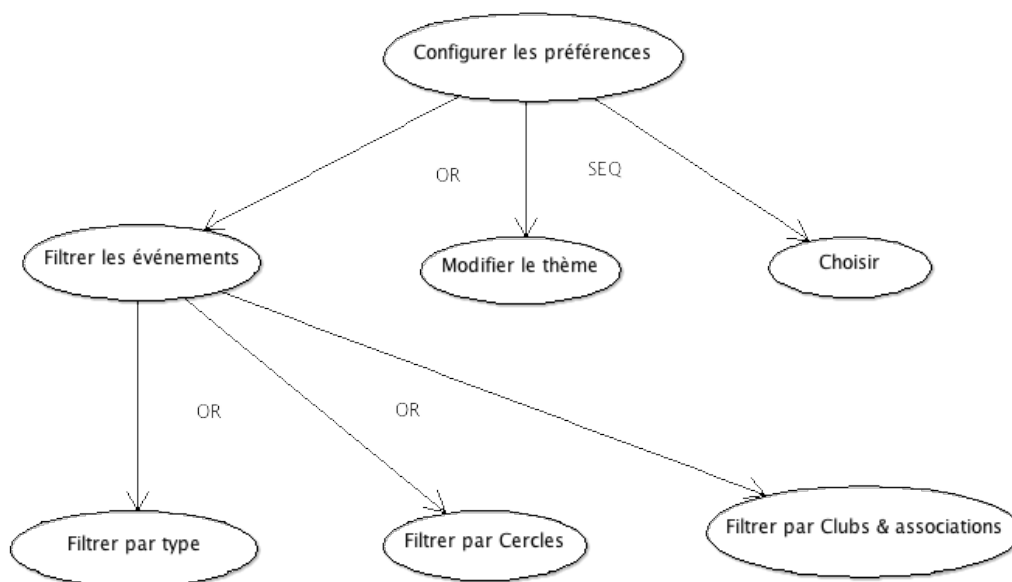 Configurer les préférences
OR
SEQ
Filtrer les événements
Modifier le thème
Choisir
OR
OR
Filtrer par type
Filtrer par Cercles
Filtrer par Clubs & associations